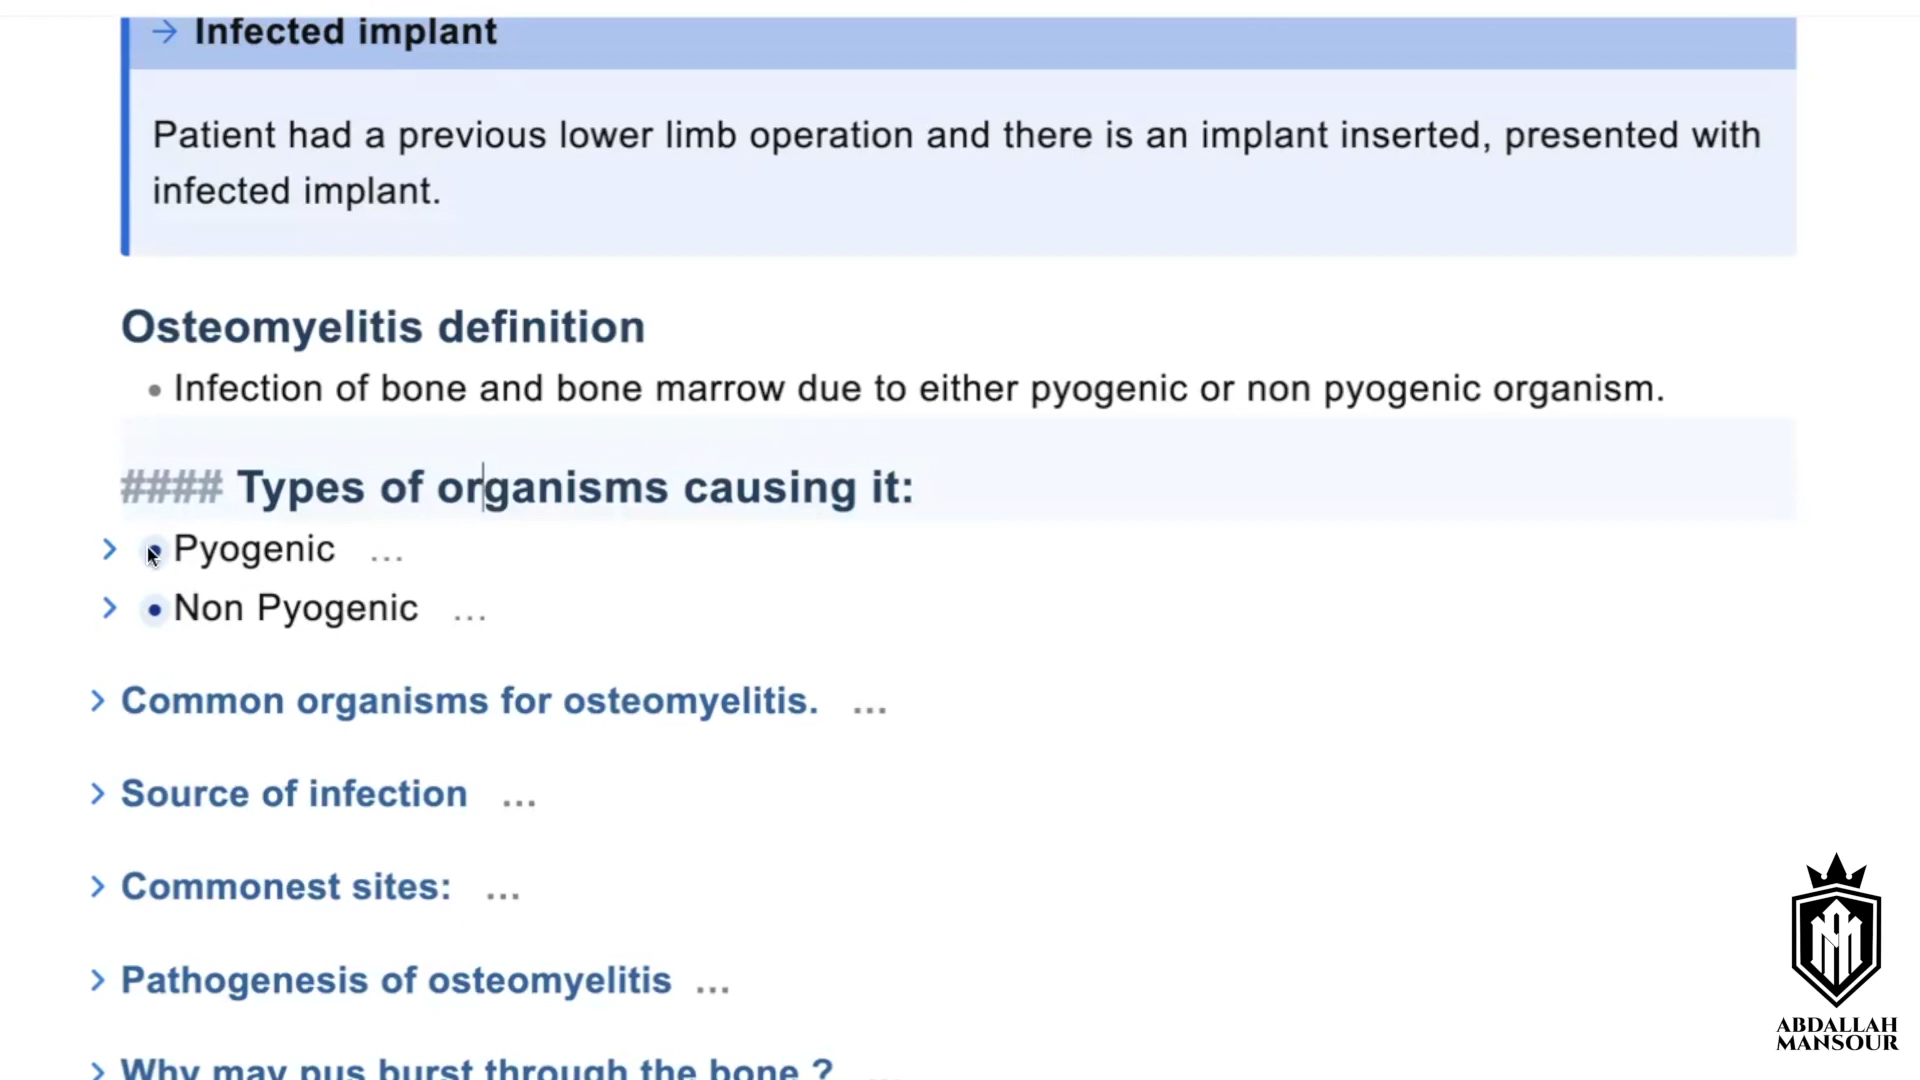 → Infected implant
Patient had a previous lower limb operation and there is an implant inserted, presented with
infected implant.
Osteomyelitis definition
• Infection of bone and bone marrow due to either pyogenic or non pyogenic organism.
#### Types of organisms causing it:
Pyogenic ...
• Non Pyogenic ...
Common organisms for osteomyelitis. ...
Source of infection ...
Commonest sites: ...
Pathogenesis of osteomyelitis ...
Why may pus burst through the bone ? ...
ABDALLAH
MANSOUR